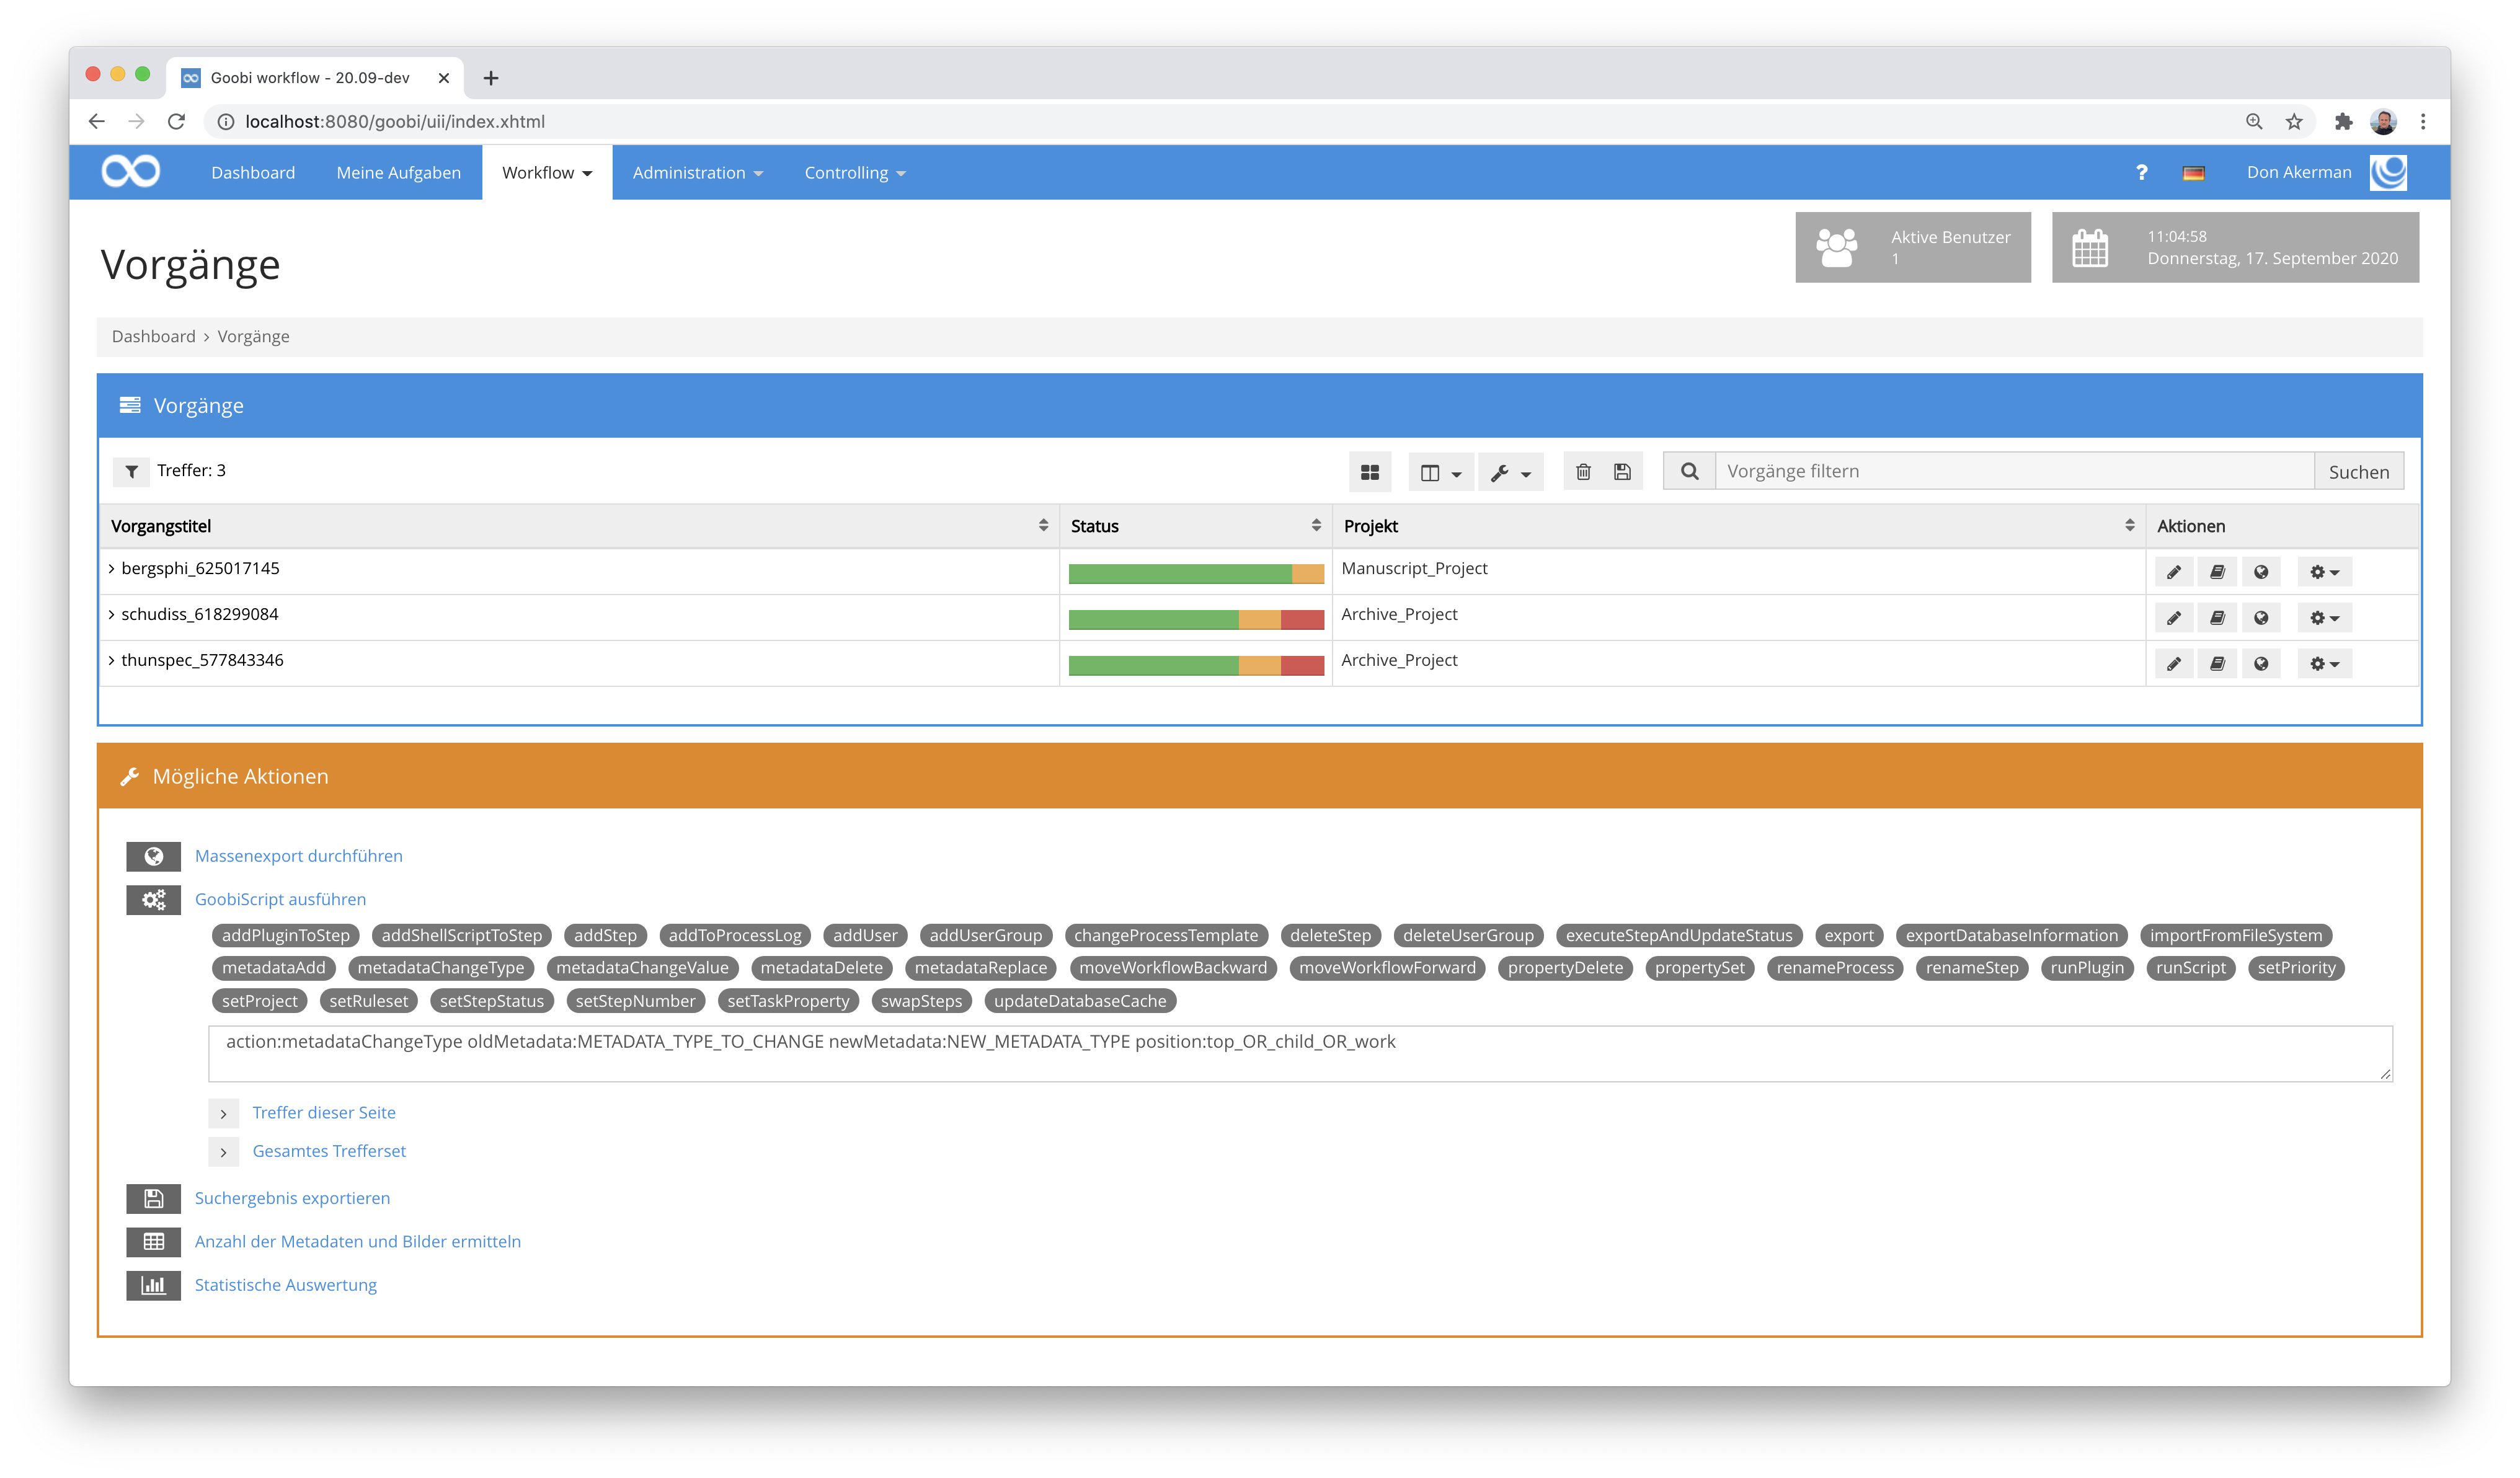 Goobi workflow - 20.09-dev
localhost:8080/goobi/uii/index.xhtml
Dashboard Meine Aufgaben Workflow Administration Controlling ? Don Akerman
Vorgänge
Aktive Benutzer
1
11:04:58
Donnerstag, 17. September 2020
Dashboard > Vorgänge
Vorgänge
Treffer: 3
Vorgänge filtern Suchen
Vorgangstitel Status Projekt Aktionen
bergsphi_625017145 Manuscript_Project
schudiss_618299084 Archive_Project
thunspec_577843346 Archive_Project
Mögliche Aktionen
Massenexport durchführen
GoobiScript ausführen
addPluginToStep addShellScriptToStep addStep addToProcessLog addUser addUserGroup changeProcessTemplate deleteStep deleteUserGroup executeStepAndUpdateStatus export exportDatabaseInformation importFromFileSystem
metadataAdd metadataChangeType metadataChangeValue metadataDelete metadataReplace moveWorkflowBackward moveWorkflowForward propertyDelete propertySet renameProcess renameStep runPlugin runScript setPriority
setProject setRuleset setStepStatus setStepNumber setTaskProperty swapSteps updateDatabaseCache
action:metadataChangeType oldMetadata:METADATA_TYPE_TO_CHANGE newMetadata:NEW_METADATA_TYPE position:top_OR_child_OR_work
Treffer dieser Seite
Gesamtes Trefferset
Suchergebnis exportieren
Anzahl der Metadaten und Bilder ermitteln
Statistische Auswertung